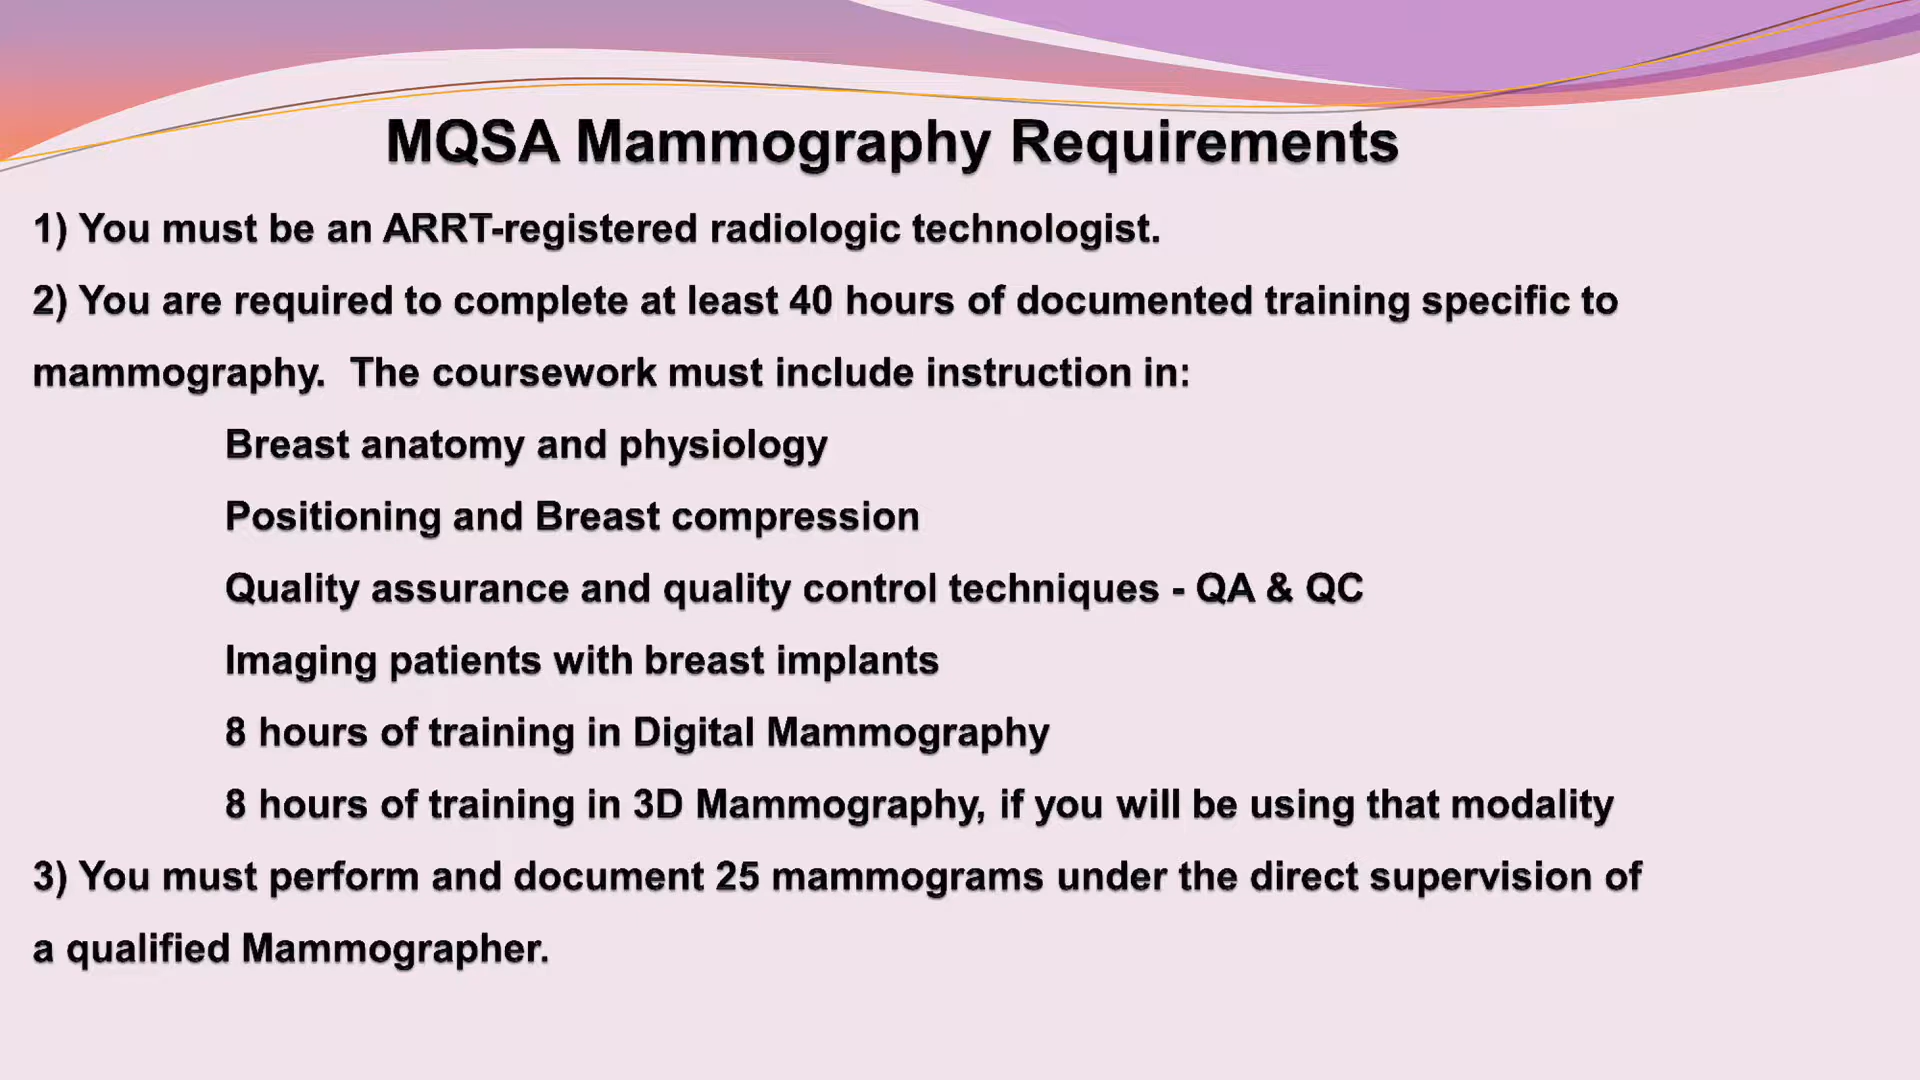 MQSA Mammography Requirements
1) You must be an ARRT-registered radiologic technologist.
2) You are required to complete at least 40 hours of documented training specific to
mammography.  The coursework must include instruction in:
Breast anatomy and physiology
Positioning and Breast compression
Quality assurance and quality control techniques - QA & QC
Imaging patients with breast implants
8 hours of training in Digital Mammography
8 hours of training in 3D Mammography, if you will be using that modality
3) You must perform and document 25 mammograms under the direct supervision of
a qualified Mammographer.